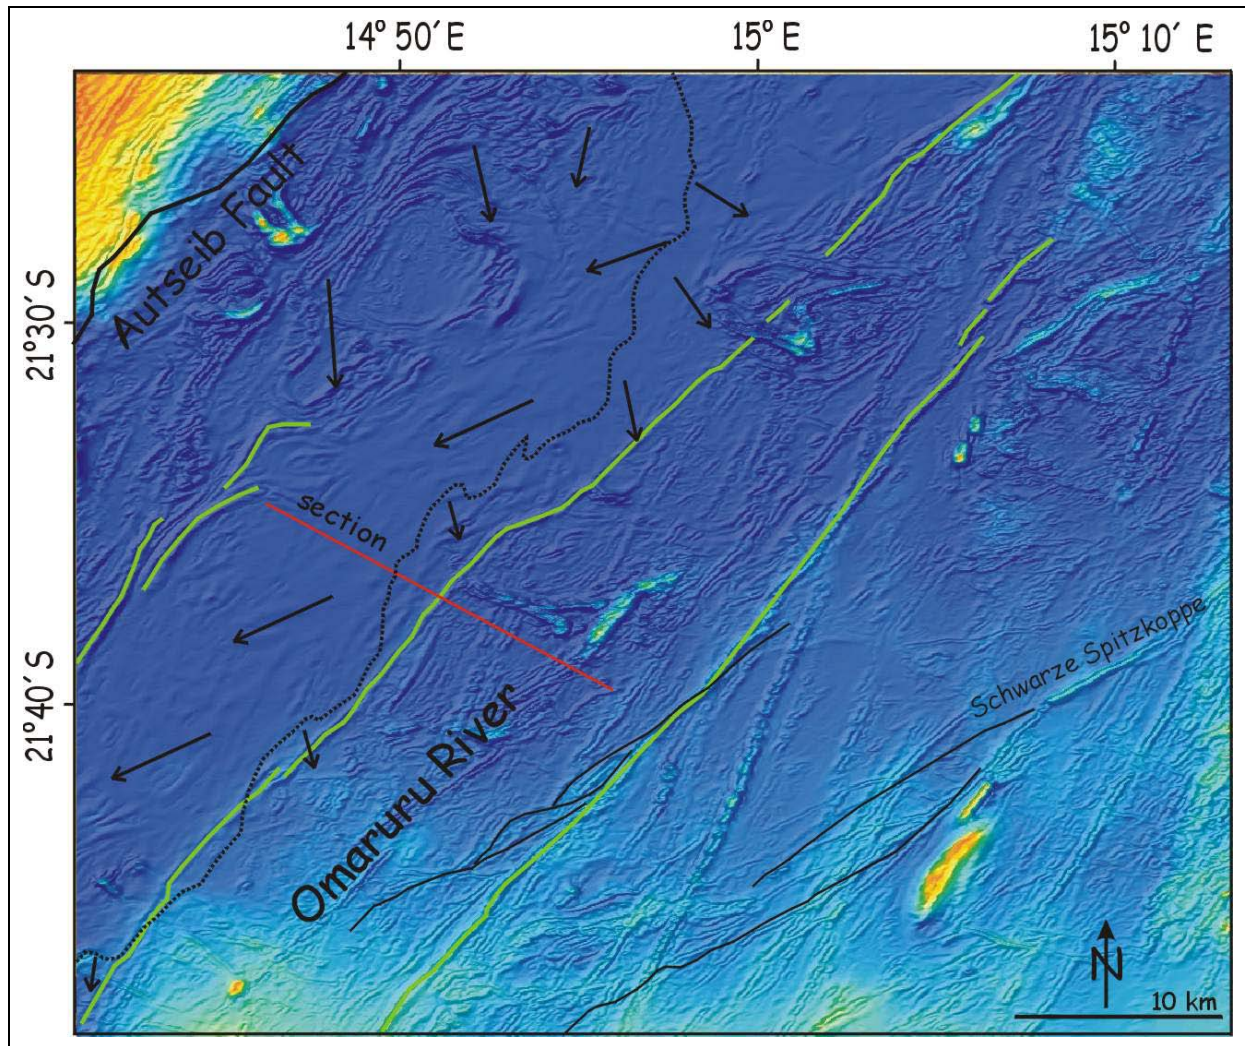 14° 50′ E
15° E
15° 10′ E
Autseib Fault
21° 30′ S
section
Schwarze Spitzkoppe
21° 40′ S
Omaruru River
N
10 km